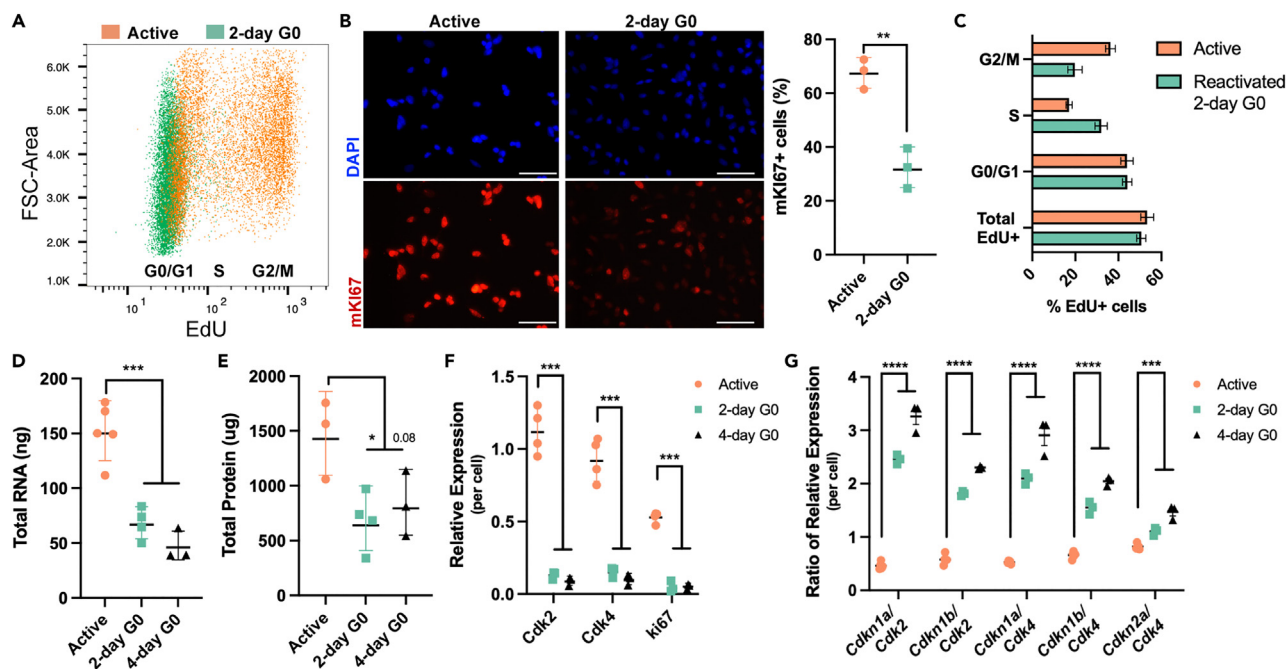 A
Active
2-day G0
FSC-Area
6.0K
5.0K
4.0K
3.0K
2.0K
1.0K
G0/G1 S G2/M
10^1 10^2 10^3
EdU
B
Active
2-day G0
DAPI
mKI67
mKI67+ cells (%)
80
60
40
20
0
**
Active
2-day G0
C
G2/M
S
G0/G1
Total
EdU+
0 20 40 60
% EdU+ cells
Active
Reactivated
2-day G0
D
Total RNA (ng)
200
150
100
50
0
***
Active
2-day G0
4-day G0
E
Total Protein (ug)
2000
1500
1000
500
0
* 0.08
Active
2-day G0
4-day G0
F
Relative Expression
(per cell)
1.5
1.0
0.5
0.0
***
***
***
Cdk2
Cdk4
ki67
Active
2-day G0
4-day G0
G
Ratio of Relative Expression
(per cell)
4
3
2
1
0
**** **** **** **** ***
Cdkn1a/
Cdk2
Cdkn1b/
Cdk2
Cdkn1a/
Cdk4
Cdkn1b/
Cdk4
Cdkn2a/
Cdk4
Active
2-day G0
4-day G0